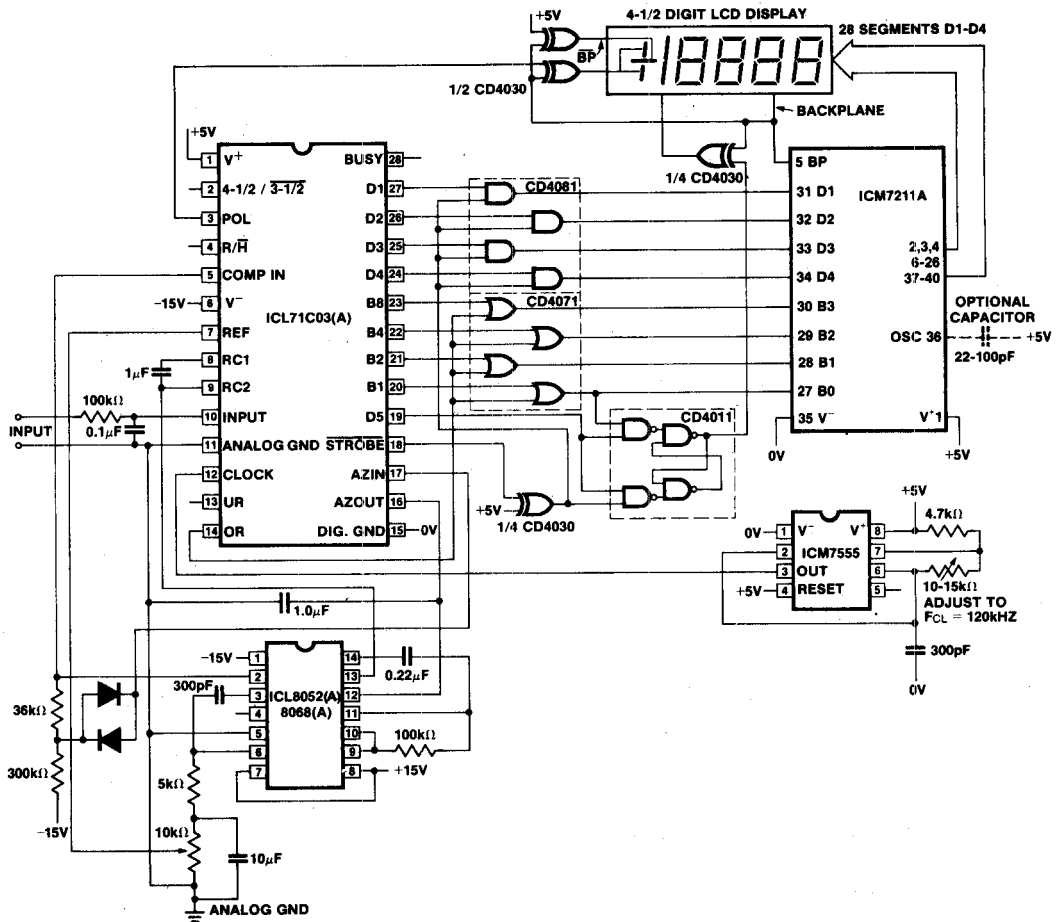 +5V
4-1/2 DIGIT LCD DISPLAY
28 SEGMENTS D1-D4
BP
1/2 CD4030
BACKPLANE
+5V
1 V+
BUSY 28
2 4-1/2 / 3-1/2
D1 27
3 POL
D2 26
4 R/H
D3 25
5 COMP IN
D4 24
−15V 6 V−
B8 23
ICL71C03(A)
7 REF
B4 22
8 RC1
B2 21
1μF
9 RC2
B1 20
10 INPUT
D5 19
11 ANALOG GND
STROBE 18
12 CLOCK
AZIN 17
13 UR
AZOUT 16
14 OR
DIG. GND 15 0V
100kΩ
INPUT
0.1μF
CD4081
CD4071
1/4 CD4030
CD4011
+5V
1/4 CD4030
5 BP
ICM7211A
31 D1
32 D2
33 D3
2,3,4
6-26
37-40
34 D4
30 B3
29 B2
OSC 36
28 B1
27 B0
35 V−
V+ 1
0V
+5V
OPTIONAL
CAPACITOR
+5V
22-100pF
+5V
4.7kΩ
0V 1 V−
V+ 8
2
ICM7555
7
3 OUT
6
+5V 4 RESET
5
10-15kΩ
ADJUST TO
FCL = 120kHZ
300pF
0V
1.0μF
−15V 1
14
0.22μF
2
13
300pF
3
ICL8052(A)
8068(A)
12
4
11
5
10
6
9
100kΩ
7
8
+15V
36kΩ
300kΩ
−15V
5kΩ
10kΩ
10μF
ANALOG GND